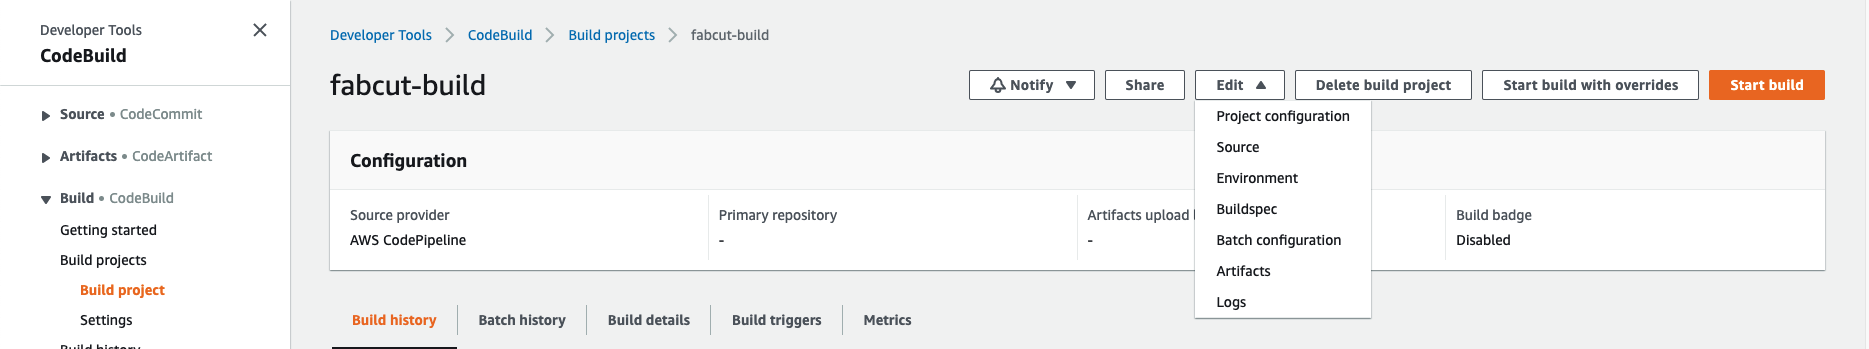 Developer Tools
CodeBuild
Source • CodeCommit
Artifacts • CodeArtifact
Build • CodeBuild
Getting started
Build projects
Build project
Settings
Build history
Developer Tools > CodeBuild > Build projects > fabcut-build
fabcut-build
Notify
Share
Edit
Delete build project
Start build with overrides
Start build
Project configuration
Source
Environment
Buildspec
Batch configuration
Artifacts
Logs
Configuration
Source provider
AWS CodePipeline
Primary repository
-
Artifacts upload
-
Build badge
Disabled
Build history
Batch history
Build details
Build triggers
Metrics